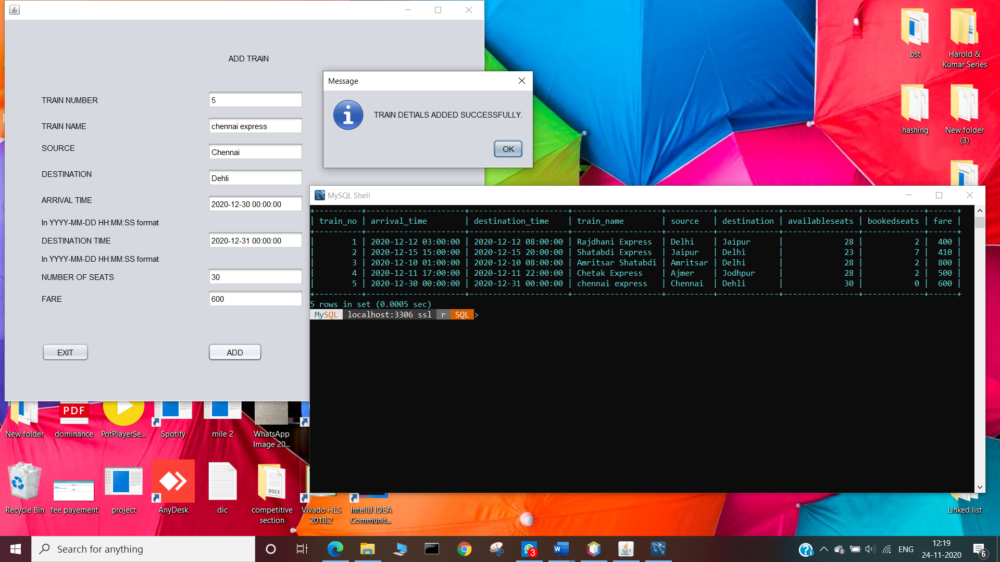 ADD TRAIN
TRAIN NUMBER 5
TRAIN NAME chennai express
SOURCE Chennai
DESTINATION Dehli
ARRIVAL TIME 2020-12-30 00:00:00
In YYYY-MM-DD HH:MM:SS format
DESTINATION TIME 2020-12-31 00:00:00
In YYYY-MM-DD HH:MM:SS format
NUMBER OF SEATS 30
FARE 600
EXIT ADD
Message
TRAIN DETIALS ADDED SUCCESSFULLY.
OK
MySQL Shell
+----------+---------------------+---------------------+-------------------+----------+-------------+----------------+-------------+------+
| train_no | arrival_time | destination_time | train_name | source | destination | availableseats | bookedseats | fare |
+----------+---------------------+---------------------+-------------------+----------+-------------+----------------+-------------+------+
| 1 | 2020-12-12 03:00:00 | 2020-12-12 08:00:00 | Rajdhani Express | Delhi | Jaipur | 28 | 2 | 400 |
| 2 | 2020-12-15 15:00:00 | 2020-12-15 20:00:00 | Shatabdi Express | Jaipur | Delhi | 23 | 7 | 410 |
| 3 | 2020-12-10 01:00:00 | 2020-12-10 08:00:00 | Amritsar Shatabdi | Amritsar | Delhi | 28 | 2 | 800 |
| 4 | 2020-12-11 17:00:00 | 2020-12-11 22:00:00 | Chetak Express | Ajmer | Jodhpur | 28 | 2 | 500 |
| 5 | 2020-12-30 00:00:00 | 2020-12-31 00:00:00 | chennai express | Chennai | Dehli | 30 | 0 | 600 |
+----------+---------------------+---------------------+-------------------+----------+-------------+----------------+-------------+------+
5 rows in set (0.0005 sec)
MySQL localhost:3306 ssl r SQL >
bst
Harold &
Kumar Series
hashing
New folder
(3)
Linked list
PDF
New folder
dominance
PotPlayerSe...
Spotify
mile 2
WhatsApp
Image 20...
DOCX
Recycle Bin
fee payement
project
AnyDesk
dic
competitive
section
Vivado HLS
2018.2
IntelliJ IDEA
Communit...
Search for anything
3
W
ENG
12:19
24-11-2020
6